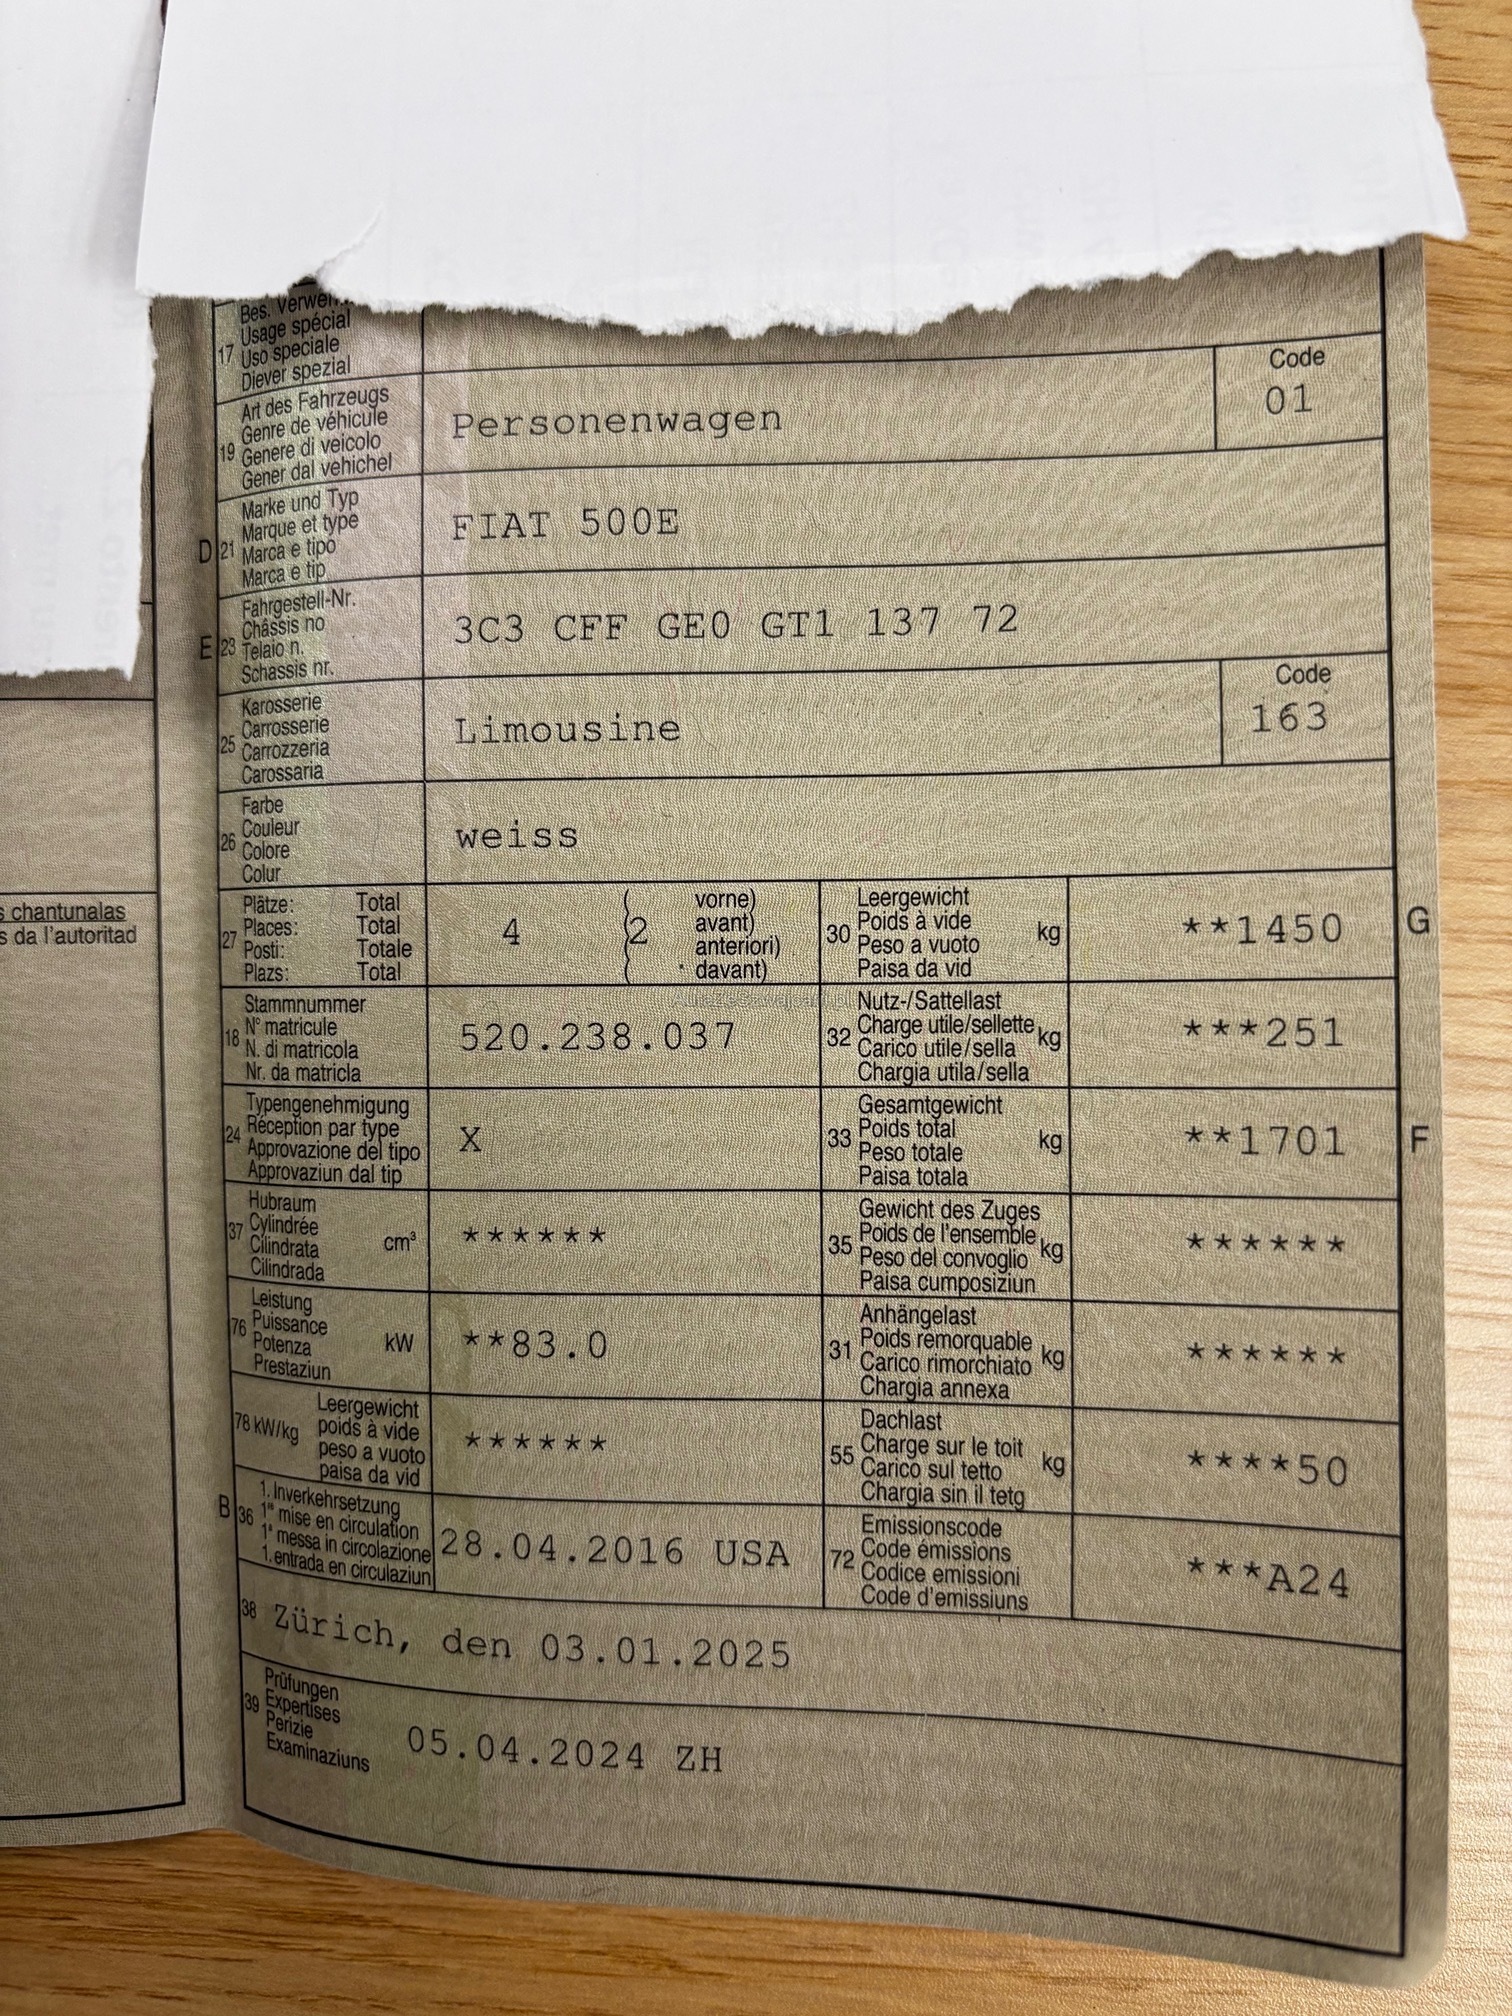 Bes. Verwen
17 Usage spécial
Uso speciale
Diever spezial
19 Art des Fahrzeugs
Genre de véhicule
Genere di veicolo
Gener dal vehichel
Personenwagen
Code
01
D 21 Marke und Typ
Marque et type
Marca e tipo
Marca e tip
FIAT 500E
E 23 Fahrgestell-Nr.
Châssis no
Telaio n.
Schassis nr.
3C3 CFF GE0 GT1 137 72
25 Karosserie
Carrosserie
Carrozzeria
Carossaria
Limousine
Code
163
26 Farbe
Couleur
Colore
Colur
weiss
s chantunalas
s da l'autoritad
27 Plätze: Total
Places: Total
Posti: Totale
Plazs: Total
4 (2 vorne)
avant)
anteriori)
davant)
30 Leergewicht
Poids à vide
Peso a vuoto
Paisa da vid
kg
**1450 G
18 Stammnummer
N° matricule
N. di matricola
Nr. da matricla
520.238.037
32 Nutz-/Sattellast
Charge utile/sellette
Carico utile/sella
Chargia utila/sella
kg
***251
24 Typengenehmigung
Réception par type
Approvazione del tipo
Approvaziun dal tip
X
33 Gesamtgewicht
Poids total
Peso totale
Paisa totala
kg
**1701 F
37 Hubraum
Cylindrée
Cilindrata
Cilindrada
cm³
******
35 Gewicht des Zuges
Poids de l'ensemble
Peso del convoglio
Paisa cumposiziun
kg
******
76 Leistung
Puissance
Potenza
Prestaziun
kW
**83.0
31 Anhängelast
Poids remorquable
Carico rimorchiato
Chargia annexa
kg
******
78 kW/kg Leergewicht
poids à vide
peso a vuoto
paisa da vid
******
55 Dachlast
Charge sur le toit
Carico sul tetto
Chargia sin il tetg
kg
****50
B 36 1. Inverkehrsetzung
1re mise en circulation
1a messa in circolazione
1. entrada en circulaziun
28.04.2016 USA
72 Emissionscode
Code émissions
Codice emissioni
Code d'emissiuns
***A24
38 Zürich, den 03.01.2025
39 Prüfungen
Expertises
Perizie
Examinaziuns
05.04.2024 ZH